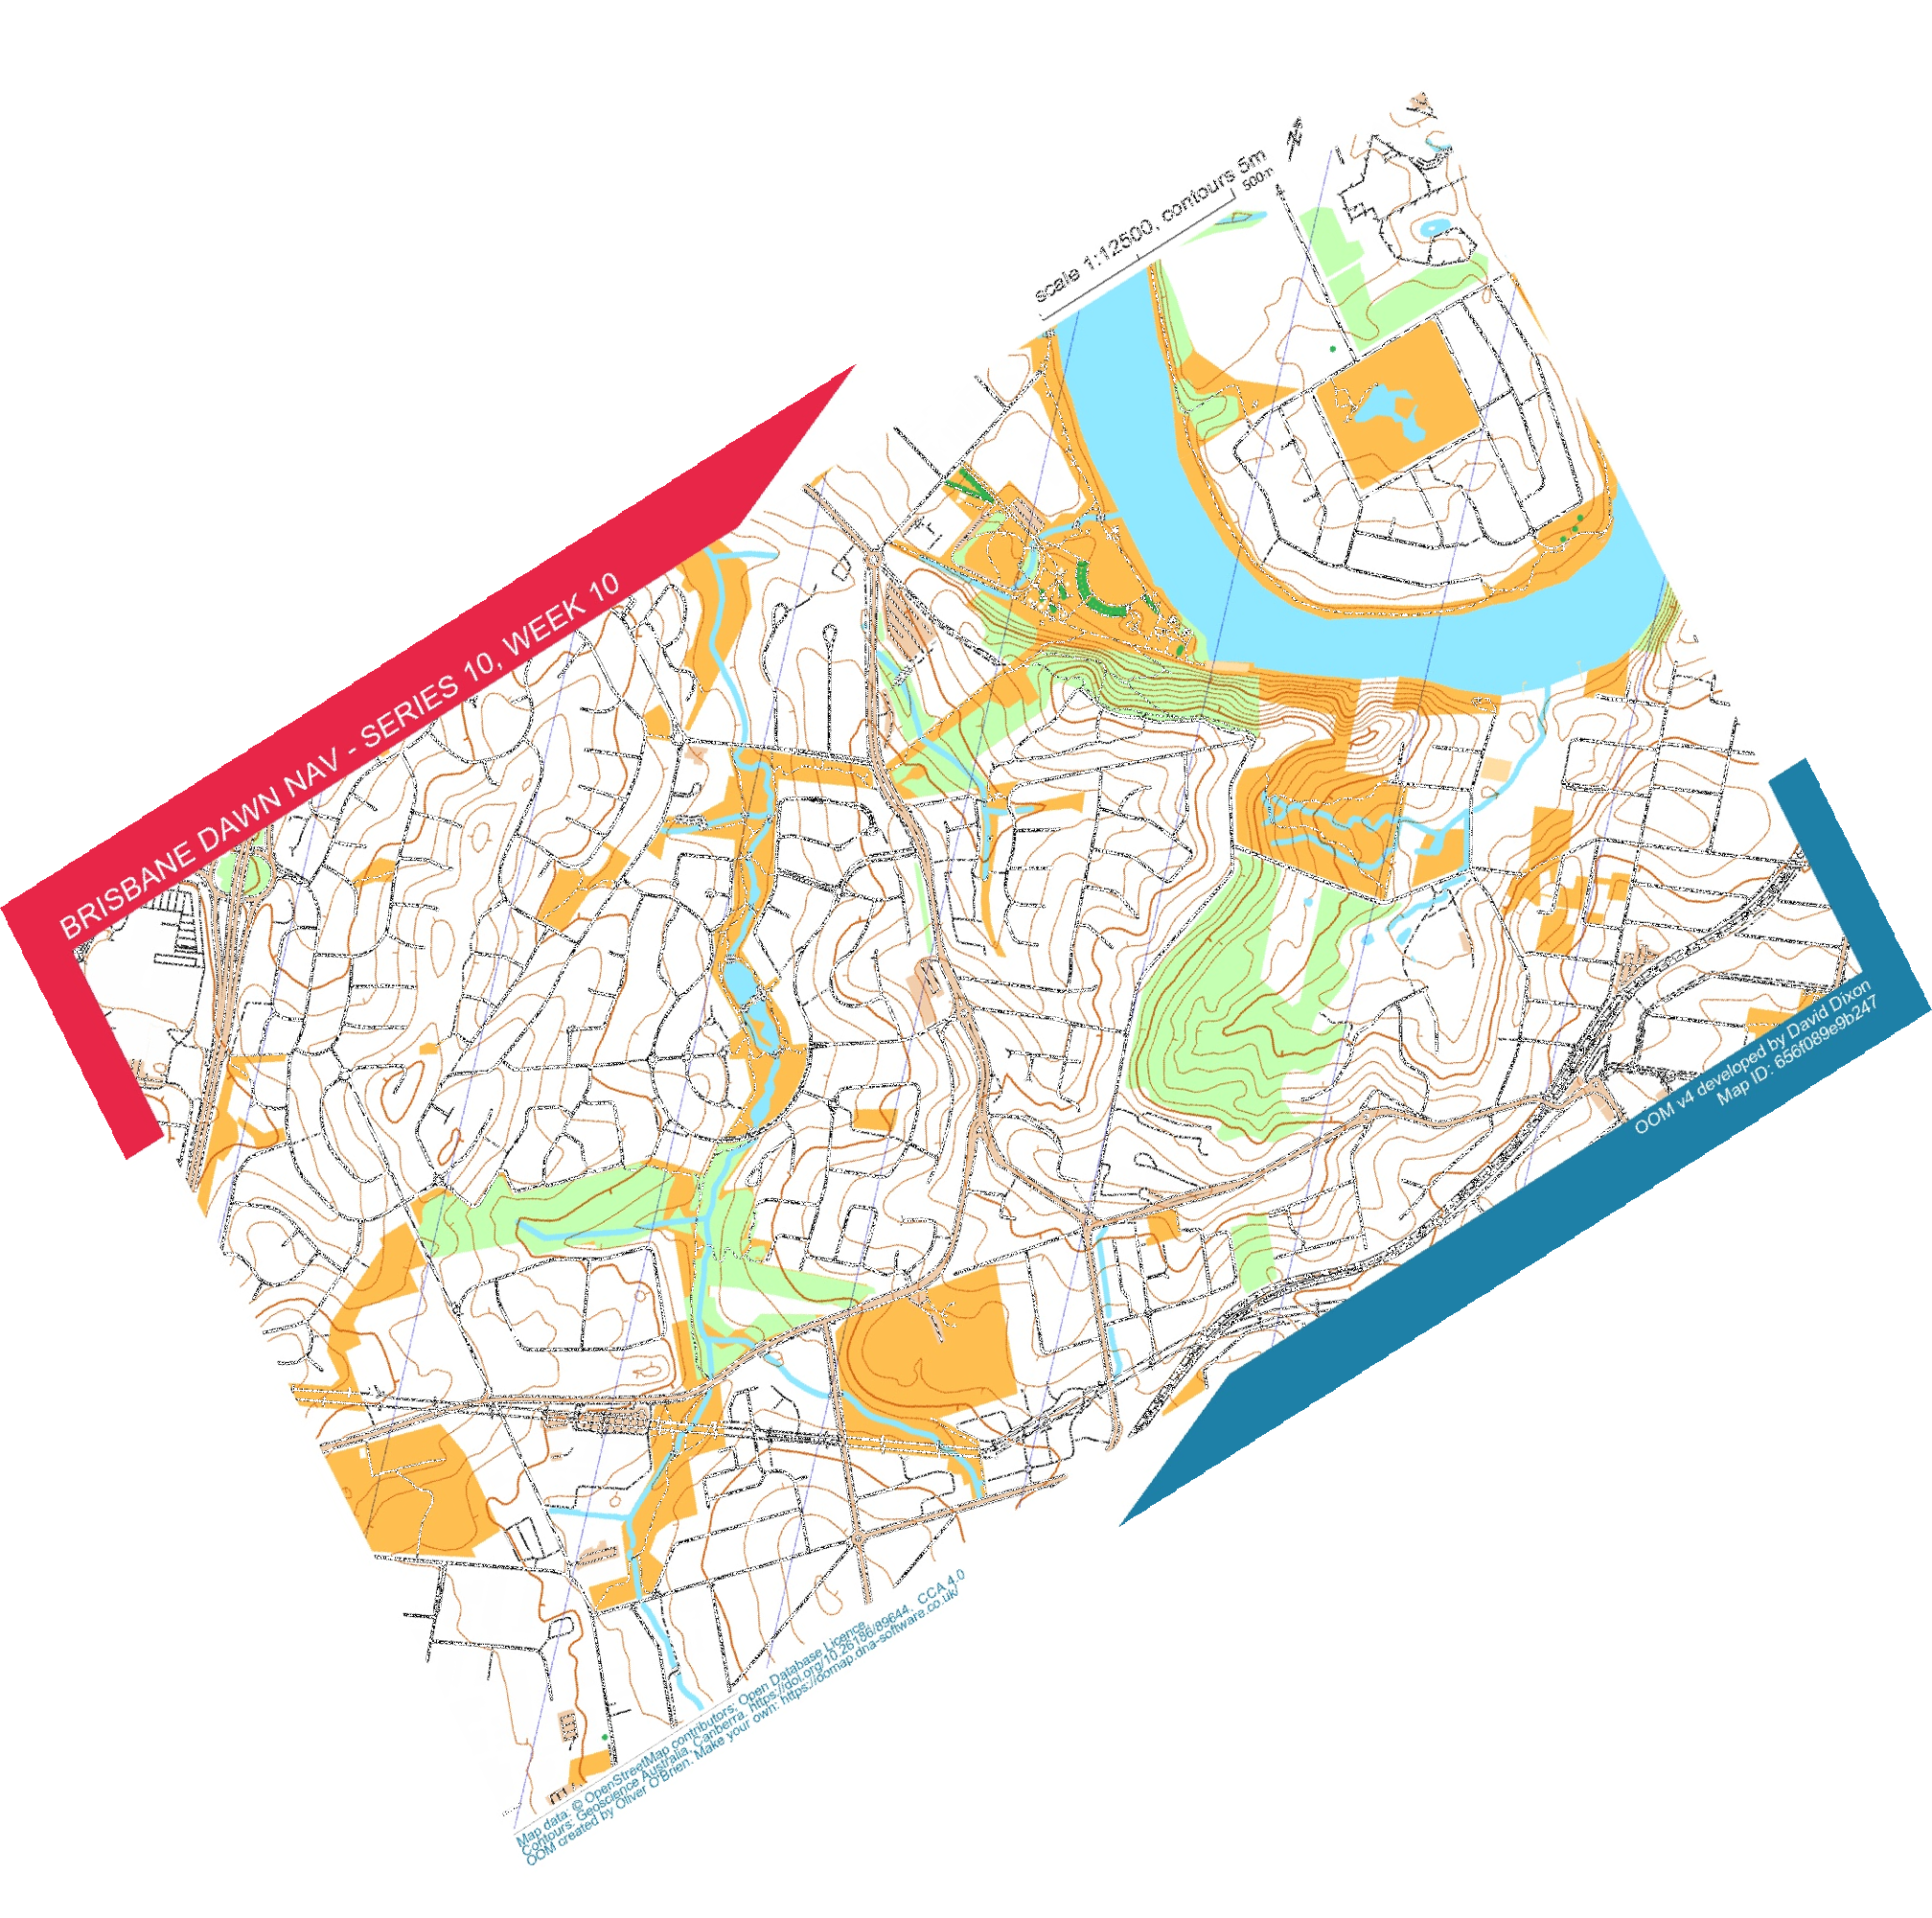 scale 1:12500, contours 5m
500m
BRISBANE DAWN NAV - SERIES 10, WEEK 10
OOM v4 developed by David Dixon
Map ID: 656f089e9b247
Map data: © OpenStreetMap contributors, Open Database Licence.
Contours: Geoscience Australia, Canberra. https://doi.org/10.26186/89644. CCA 4.0
OOM created by Oliver O'Brien. Make your own: https://oomap.dna-software.co.uk/